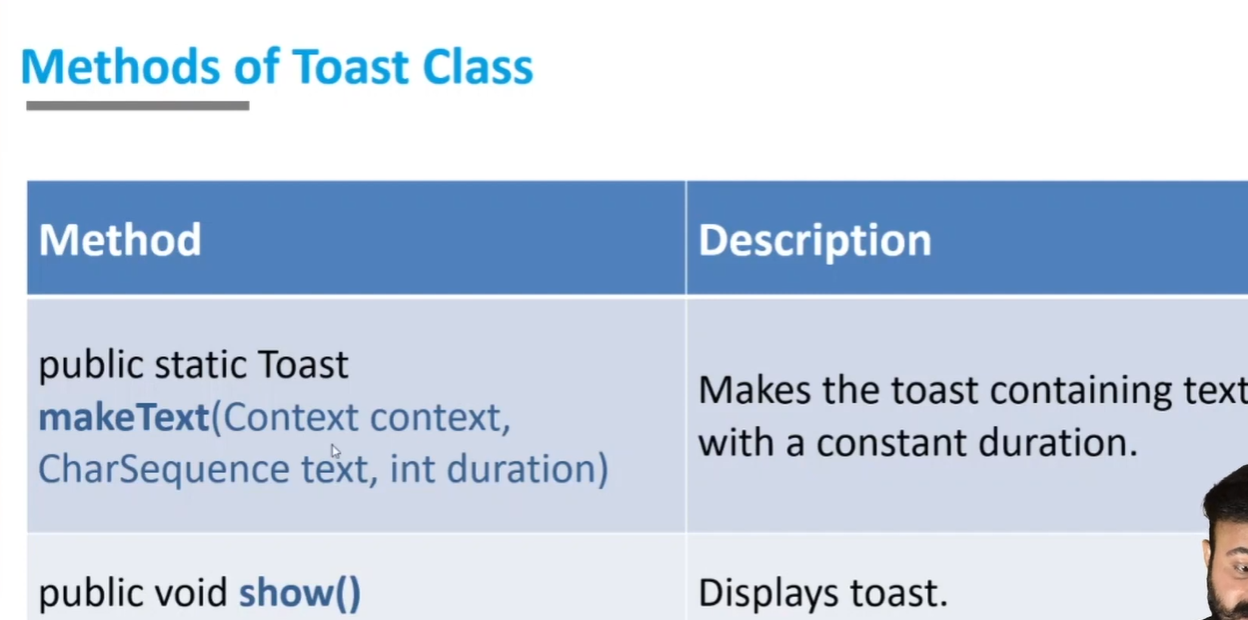 Methods of Toast Class
Method
Description
public static Toast
makeText(Context context,
CharSequence text, int duration)
Makes the toast containing text
with a constant duration.
public void show()
Displays toast.